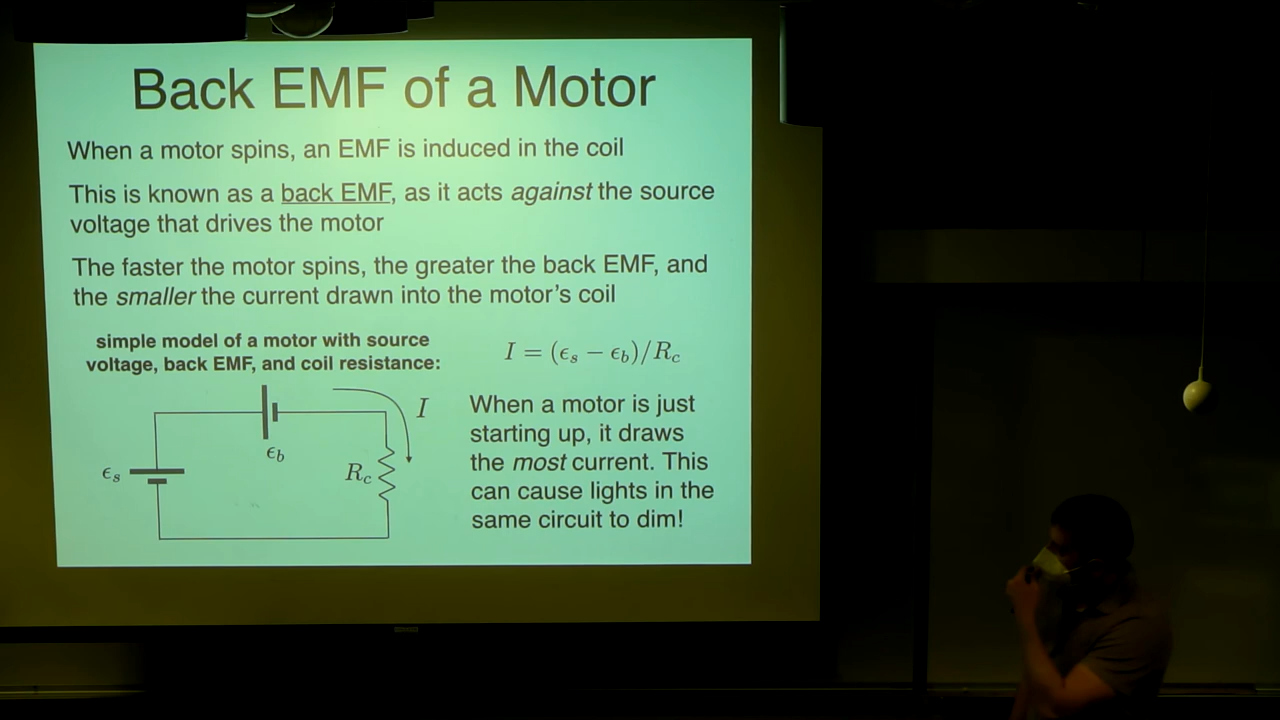 Back EMF of a Motor
When a motor spins, an EMF is induced in the coil
This is known as a back EMF, as it acts against the source
voltage that drives the motor
The faster the motor spins, the greater the back EMF, and
the smaller the current drawn into the motor's coil
simple model of a motor with source
voltage, back EMF, and coil resistance:
I = (ϵₛ − ϵ_b)/R_c
I
ϵ_b
ϵₛ
R_c
When a motor is just
starting up, it draws
the most current. This
can cause lights in the
same circuit to dim!